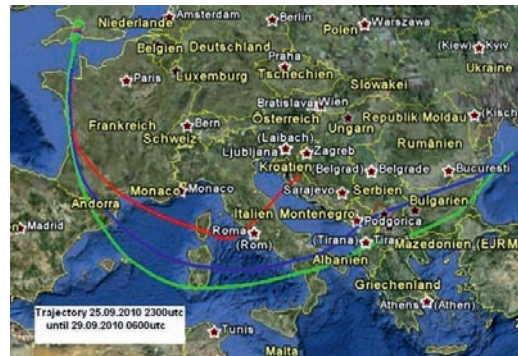 Amsterdam
Berlin
Niederlande
Warszawa
Polen
Belgien Deutschland
(Kiew) Kyiv
Praha
Ukraine
Paris
Luxemburg
Tschechien
Slowakei
Bratislava Wien
Österreich
Republik Moldau
(Kisch
Bern
Ungarn
Frankreich
Schweiz
(Laibach)
Ljubljana
Zagreb
Rumänien
Kroatien
(Belgrad)
Belgrade
Bucuresti
Monaco
Monaco
Sarajevo
Serbien
Andorra
Italien
Montenegro
Bulgarien
Madrid
Roma
(Rom)
Podgorica
(Tirana)
Mazedonien (EJRM
Albanien
Griechenland
Trajectory 25.09.2010 2300utc
until 29.09.2010 0600utc
Athens
(Athen)
Tunis
Malta